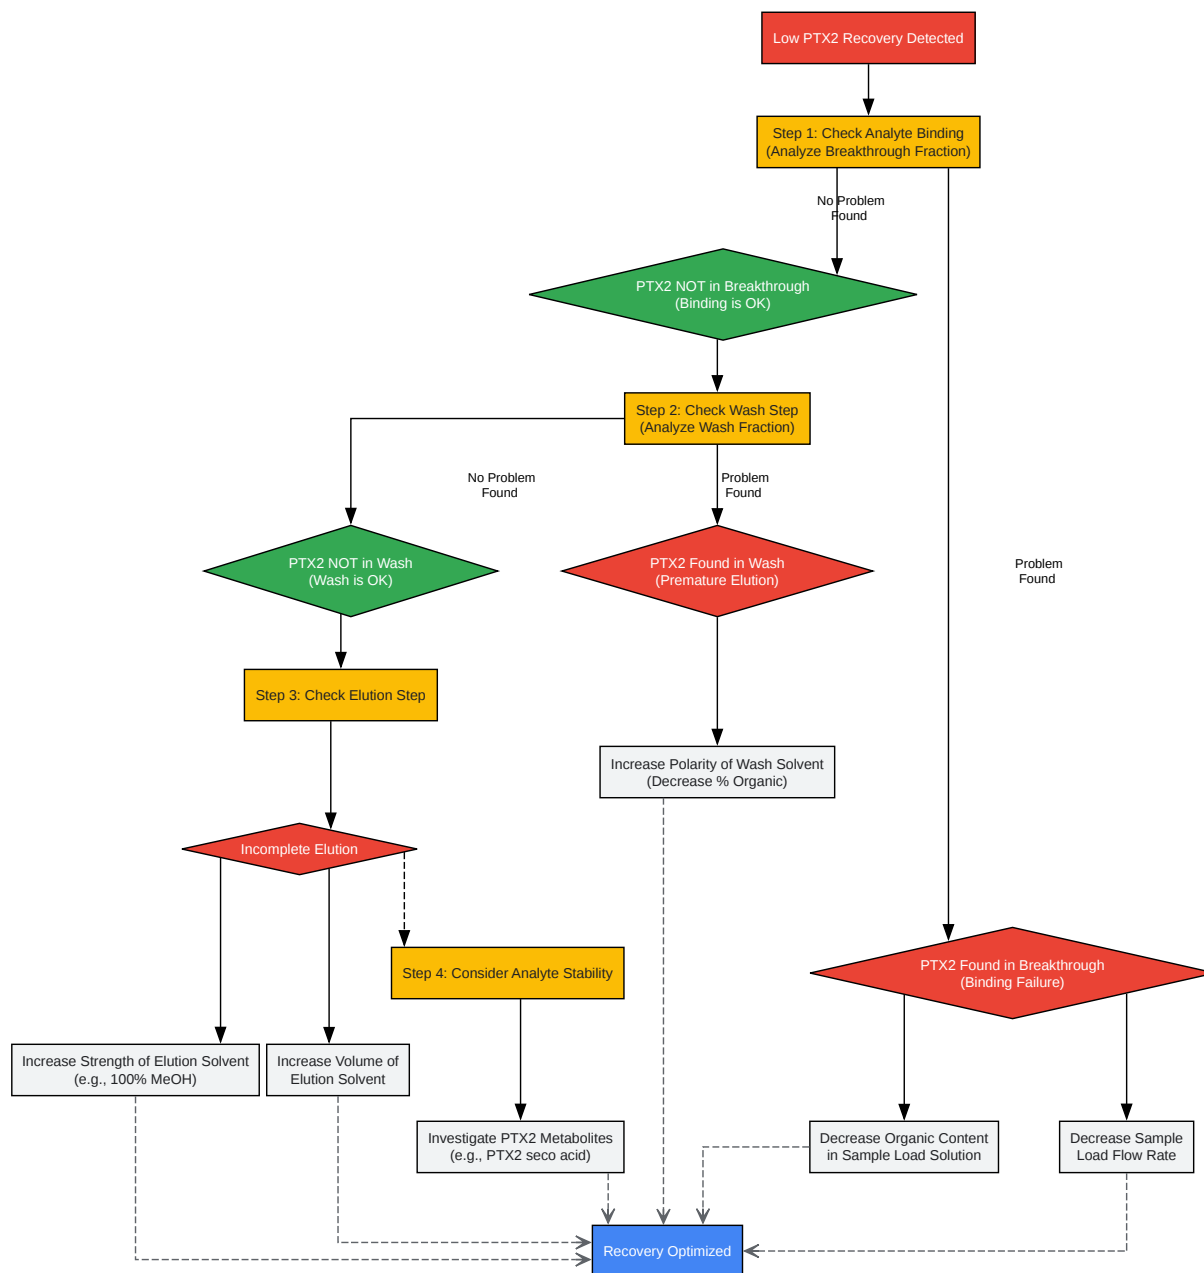 Low PTX2 Recovery Detected
Step 1: Check Analyte Binding
(Analyze Breakthrough Fraction)
No Problem
Found
PTX2 NOT in Breakthrough
(Binding is OK)
Step 2: Check Wash Step
(Analyze Wash Fraction)
No Problem
Found
Problem
Found
PTX2 NOT in Wash
(Wash is OK)
PTX2 Found in Wash
(Premature Elution)
Problem
Found
Step 3: Check Elution Step
Increase Polarity of Wash Solvent
(Decrease % Organic)
Incomplete Elution
Step 4: Consider Analyte Stability
PTX2 Found in Breakthrough
(Binding Failure)
Increase Strength of Elution Solvent
(e.g., 100% MeOH)
Increase Volume of
Elution Solvent
Investigate PTX2 Metabolites
(e.g., PTX2 seco acid)
Decrease Organic Content
in Sample Load Solution
Decrease Sample
Load Flow Rate
Recovery Optimized